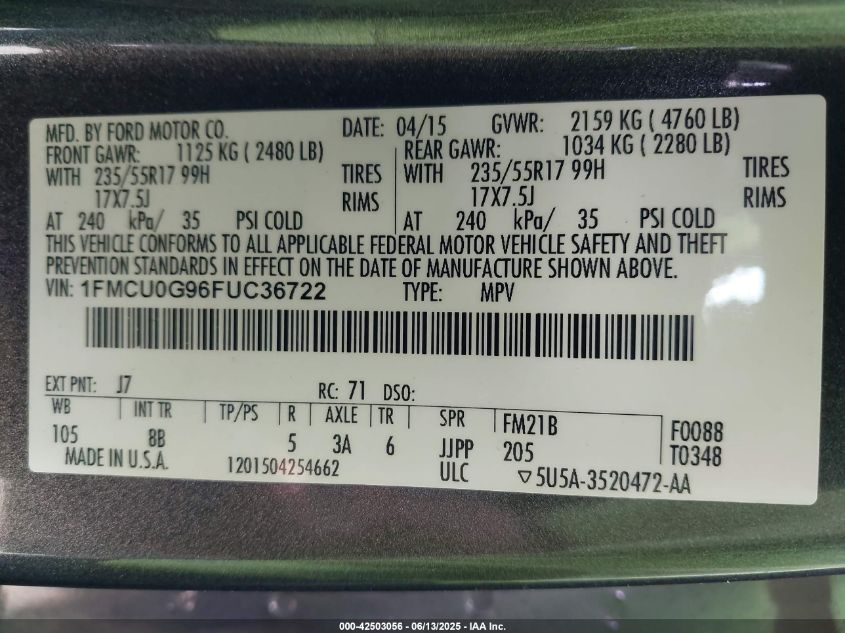 MFD. BY FORD MOTOR CO. DATE: 04/15 GVWR: 2159 KG ( 4760 LB)
FRONT GAWR: 1125 KG ( 2480 LB) REAR GAWR: 1034 KG ( 2280 LB)
WITH 235/55R17 99H TIRES WITH 235/55R17 99H TIRES
17X7.5J RIMS 17X7.5J RIMS
AT 240 kPa/ 35 PSI COLD AT 240 kPa/ 35 PSI COLD
THIS VEHICLE CONFORMS TO ALL APPLICABLE FEDERAL MOTOR VEHICLE SAFETY AND THEFT
PREVENTION STANDARDS IN EFFECT ON THE DATE OF MANUFACTURE SHOWN ABOVE.
VIN: 1FMCU0G96FUC36722 TYPE: MPV
EXT PNT: J7 RC: 71 DSO:
WB INT TR TP/PS R AXLE TR SPR FM21B F0088
105 8B 5 3A 6 JJPP 205 T0348
MADE IN U.S.A. 1201504254662 ULC ▽5U5A-3520472-AA
000-42503056 - 06/13/2025 - IAA Inc.